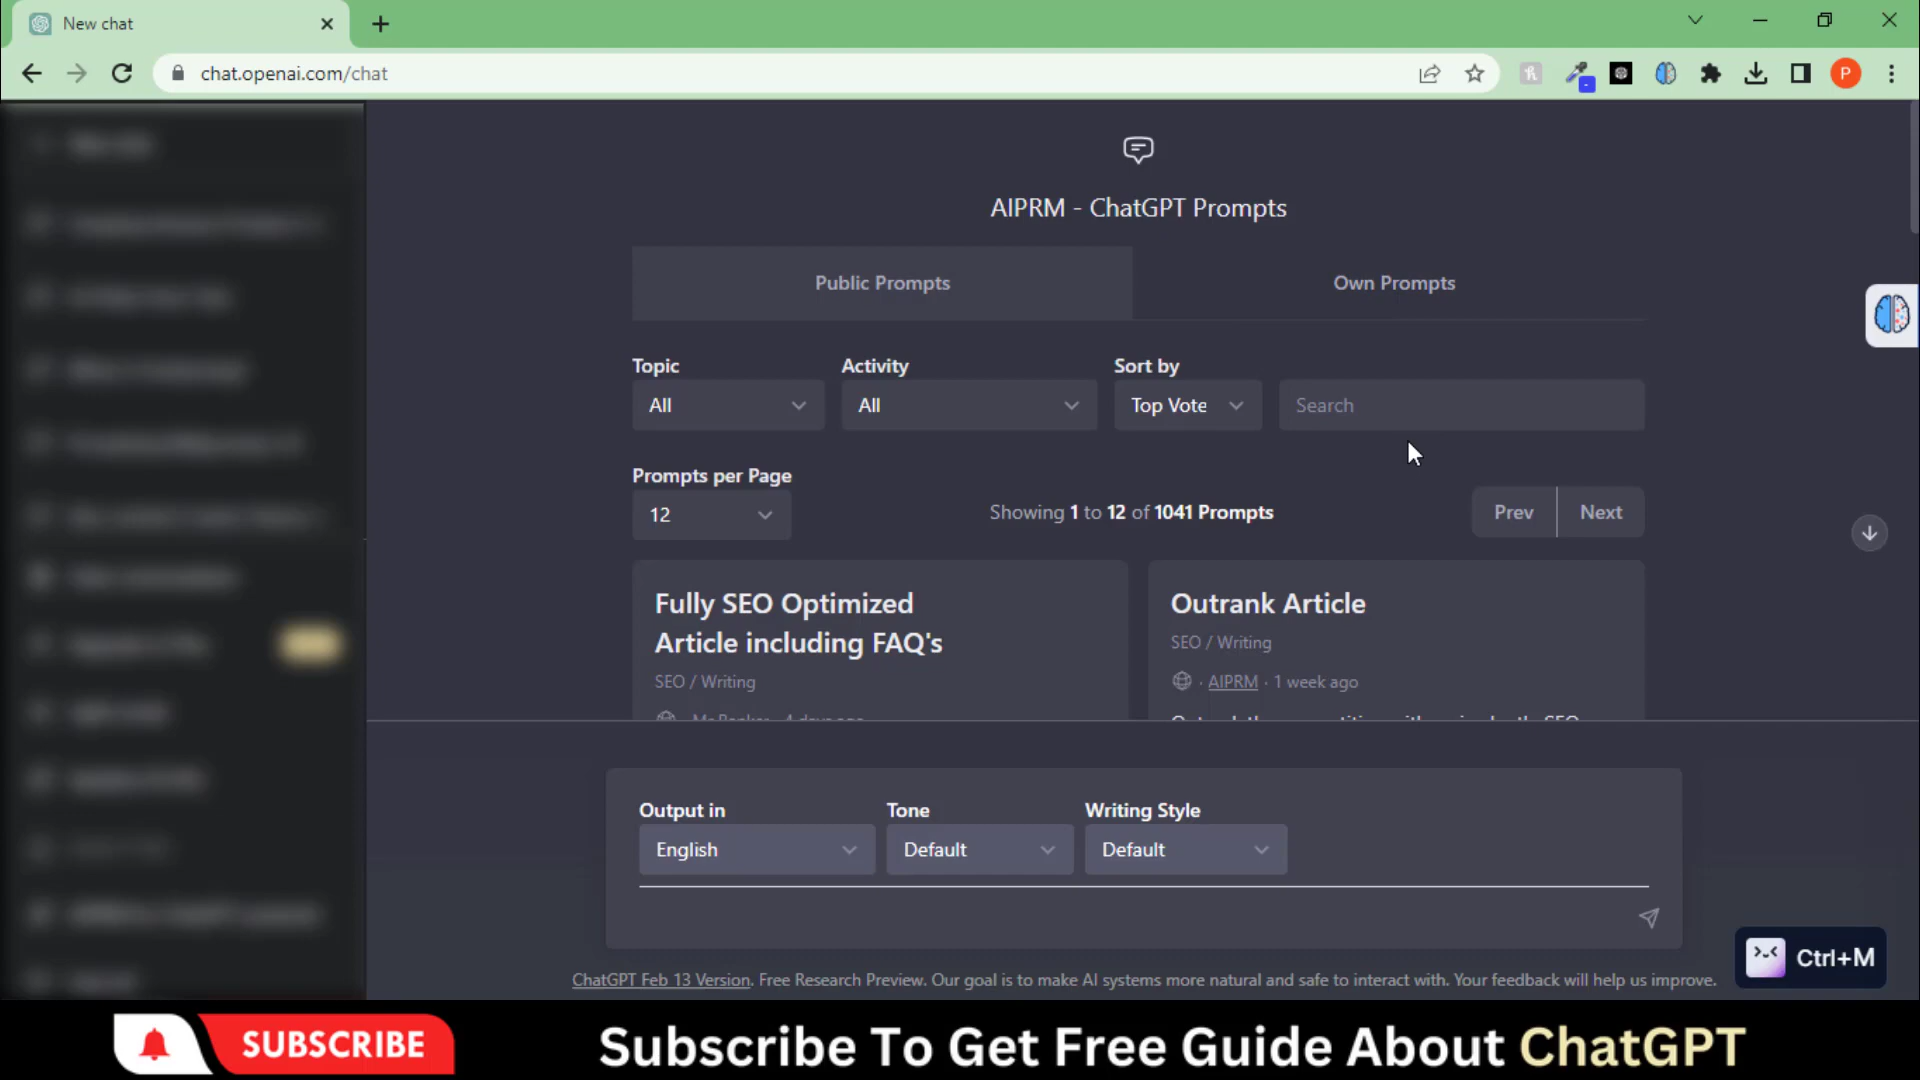 New chat
chat.openai.com/chat
P
AIPRM - ChatGPT Prompts
Public Prompts
Own Prompts
Topic
Activity
Sort by
All
All
Top Vote
Search
Prompts per Page
12
Showing 1 to 12 of 1041 Prompts
Prev
Next
Fully SEO Optimized
Article including FAQ's
SEO / Writing
Outrank Article
SEO / Writing
· AIPRM · 1 week ago
Output in
Tone
Writing Style
English
Default
Default
Ctrl+M
ChatGPT Feb 13 Version. Free Research Preview. Our goal is to make AI systems more natural and safe to interact with. Your feedback will help us improve.
SUBSCRIBE
Subscribe To Get Free Guide About ChatGPT